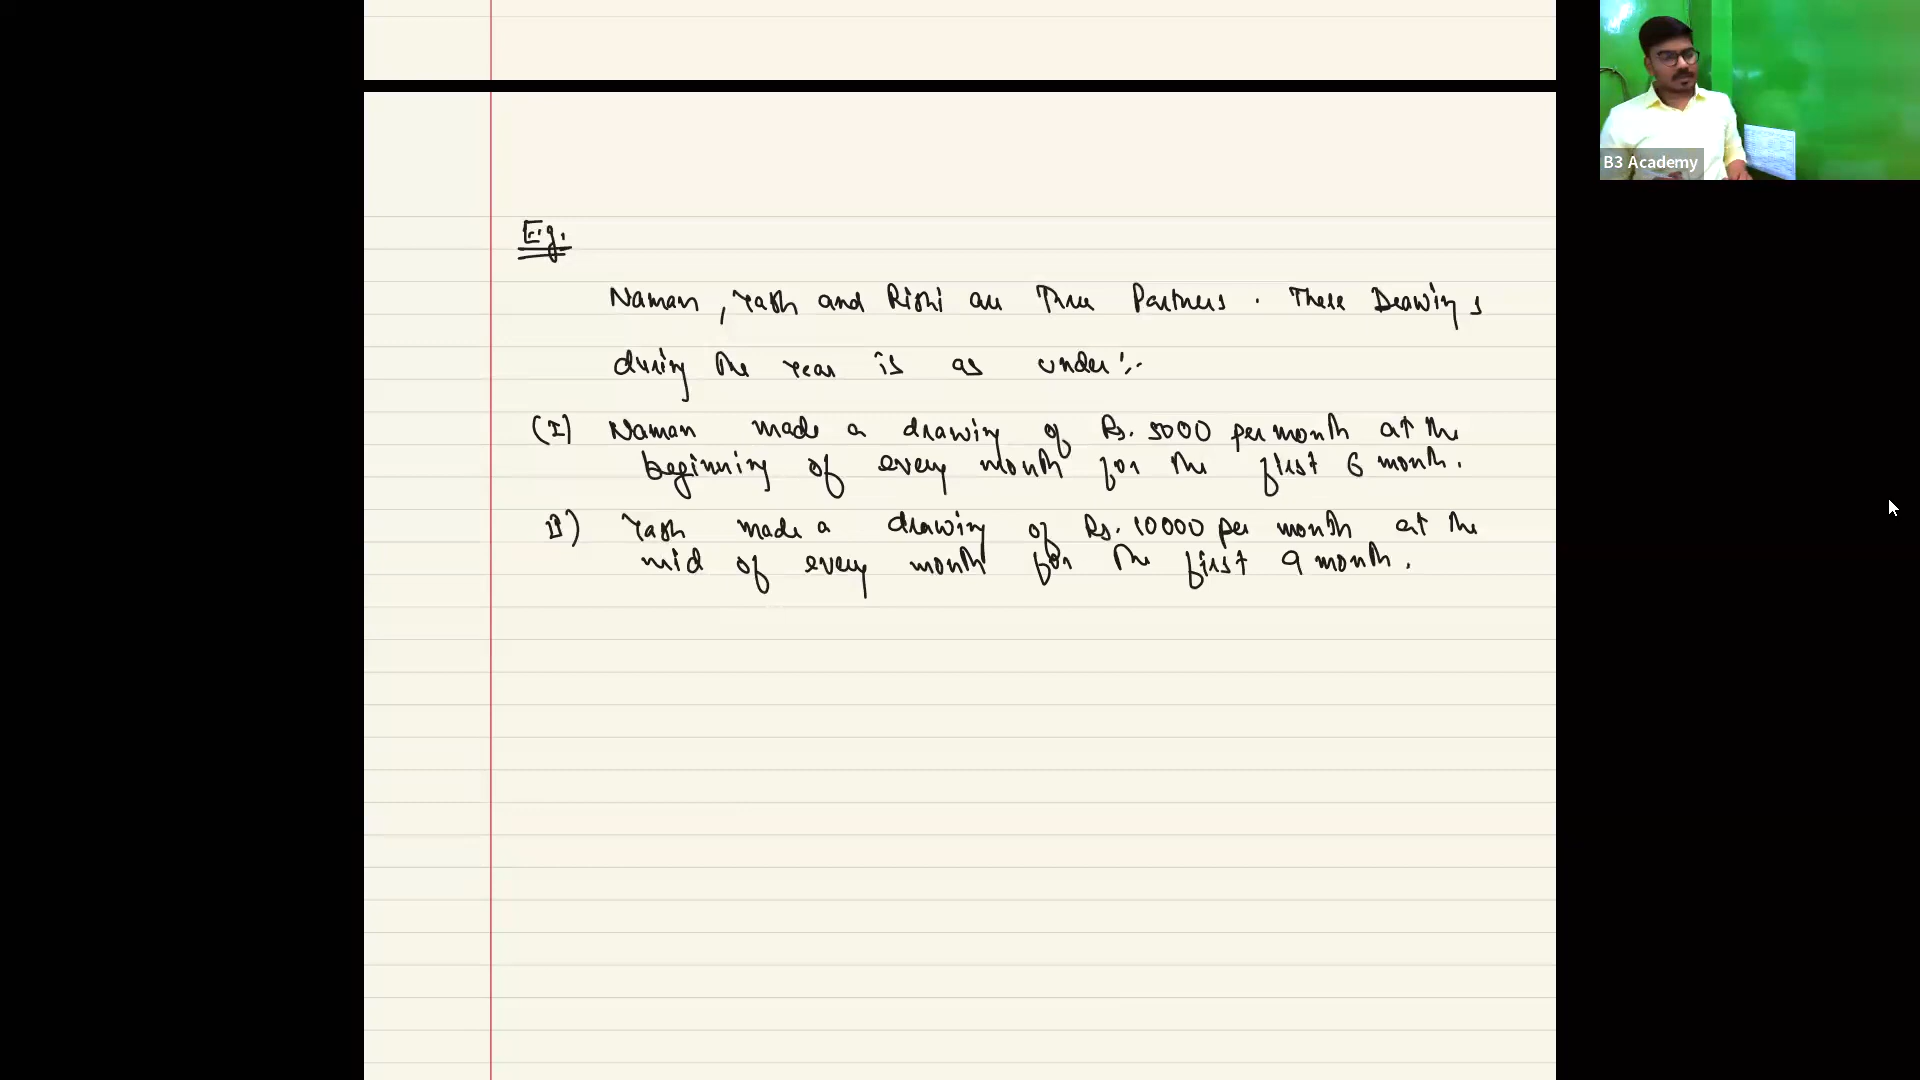 Eg.
Naman, Yash and Rishi are Three Partners. These Drawings
during the Year is as under :-
(I) Naman made a drawing of Rs. 5000 per month at the
beginning of every month for the first 6 month.
II) Yash made a drawing of Rs. 10000 per month at the
mid of every month for the first 9 month.
B3 Academy